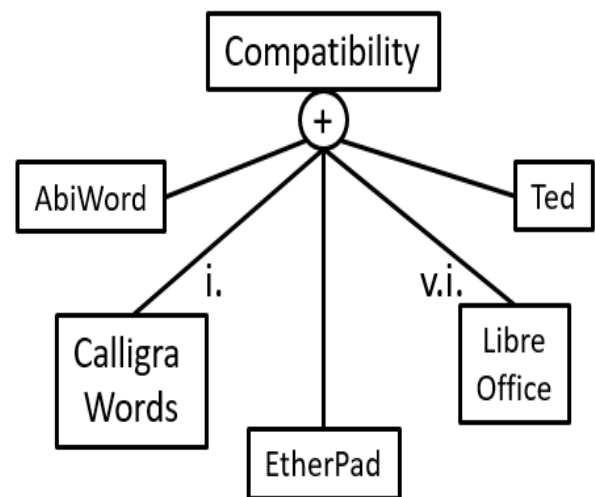 Compatibility
+
AbiWord
Ted
i.
v.i.
Calligra
Words
Libre
Office
EtherPad